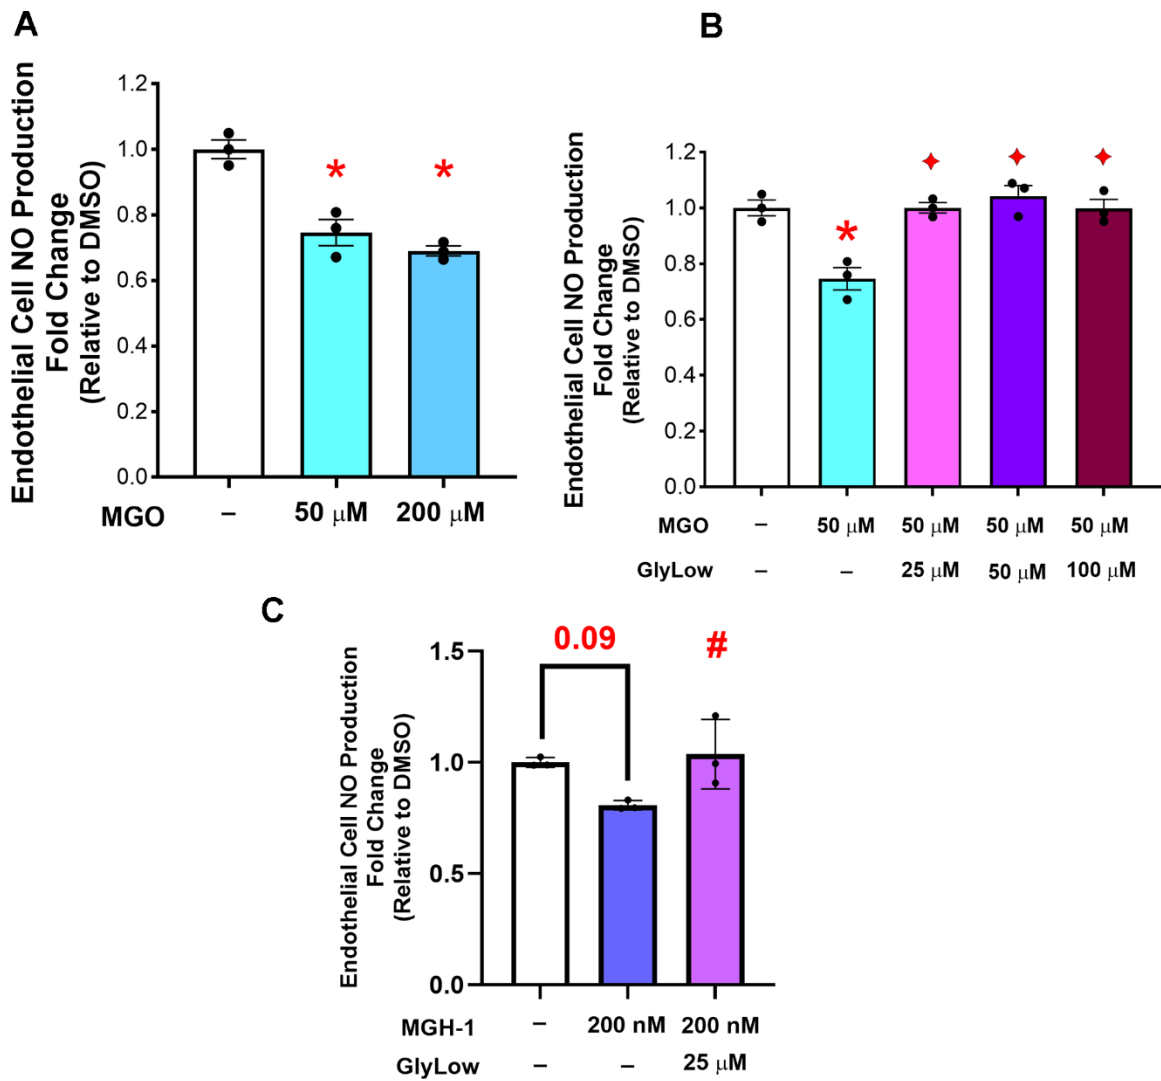 A
Endothelial Cell NO Production
Fold Change
(Relative to DMSO)
1.2
1.0
0.8
0.6
0.4
0.2
0.0
*
*
MGO
–
50 μM
200 μM
B
Endothelial Cell NO Production
Fold Change
(Relative to DMSO)
1.2
1.0
0.8
0.6
0.4
0.2
0.0
*
✦
✦
✦
MGO
–
50 μM
50 μM
50 μM
50 μM
GlyLow
–
–
25 μM
50 μM
100 μM
C
Endothelial Cell NO Production
Fold Change
(Relative to DMSO)
1.5
1.0
0.5
0.0
0.09
#
MGH-1
–
200 nM
200 nM
GlyLow
–
–
25 μM